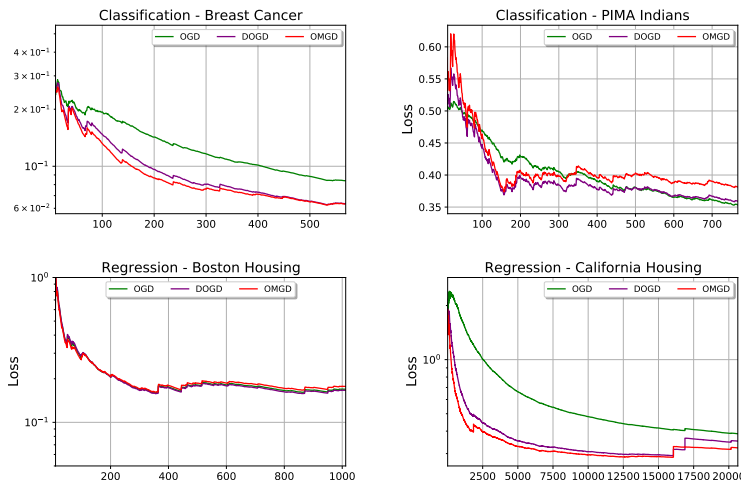 Classification - Breast Cancer
OGD DOGD OMGD
4 × 10⁻¹
3 × 10⁻¹
2 × 10⁻¹
10⁻¹
6 × 10⁻²
100 200 300 400 500
Classification - PIMA Indians
OGD DOGD OMGD
Loss
0.60
0.55
0.50
0.45
0.40
0.35
100 200 300 400 500 600 700
Regression - Boston Housing
OGD DOGD OMGD
Loss
10⁰
10⁻¹
200 400 600 800 1000
Regression - California Housing
OGD DOGD OMGD
Loss
10⁰
2500 5000 7500 10000 12500 15000 17500 20000